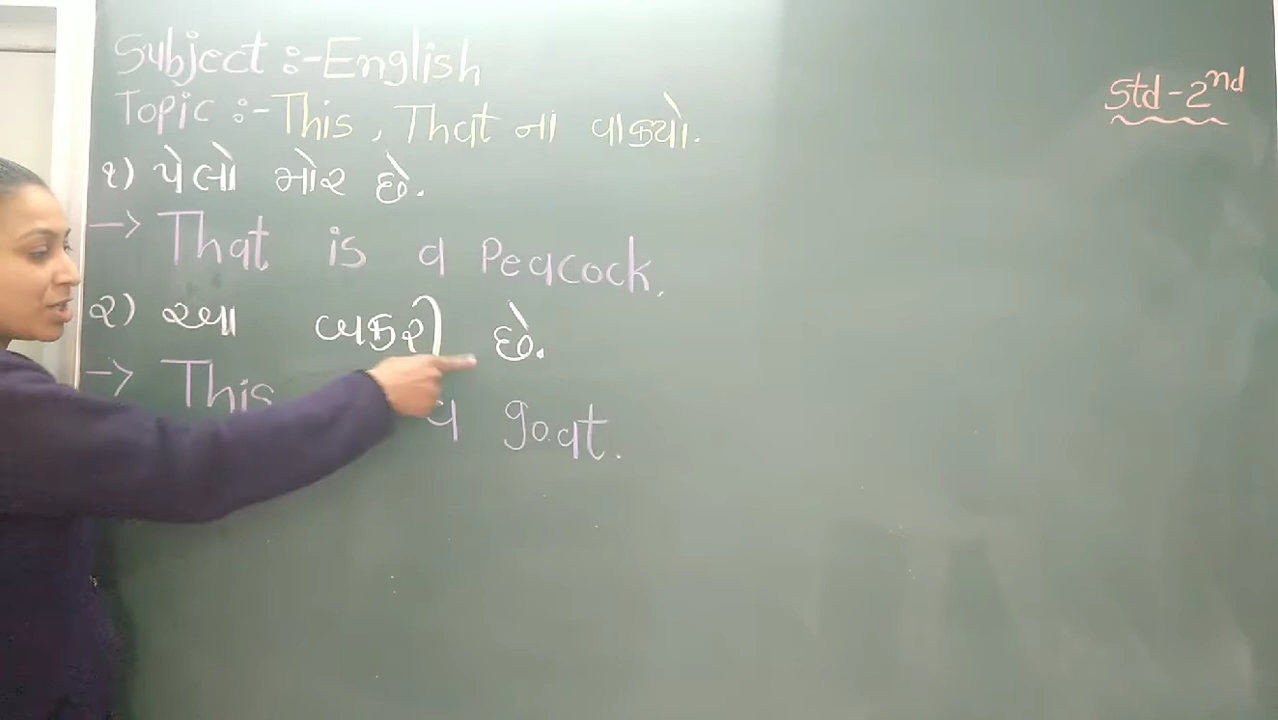 Subject :- English
Std - 2nd
Topic :- This, That ના વાક્યો.
૧) પેલો મોર છે.
→ That is a Peacock.
૨) આ બકરી છે.
→ This a goat.